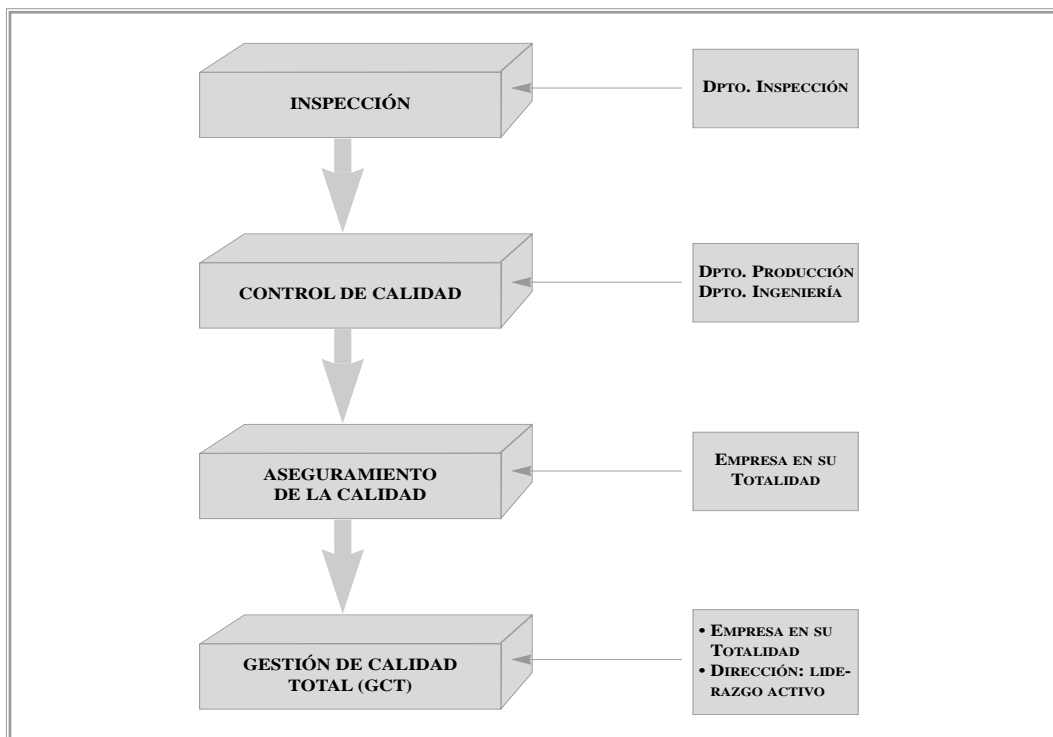 INSPECCIÓN
DPTO. INSPECCIÓN
CONTROL DE CALIDAD
DPTO. PRODUCCIÓN
DPTO. INGENIERÍA
ASEGURAMIENTO
DE LA CALIDAD
EMPRESA EN SU
TOTALIDAD
GESTIÓN DE CALIDAD
TOTAL (GCT)
• EMPRESA EN SU
TOTALIDAD
• DIRECCIÓN: LIDE-
RAZGO ACTIVO